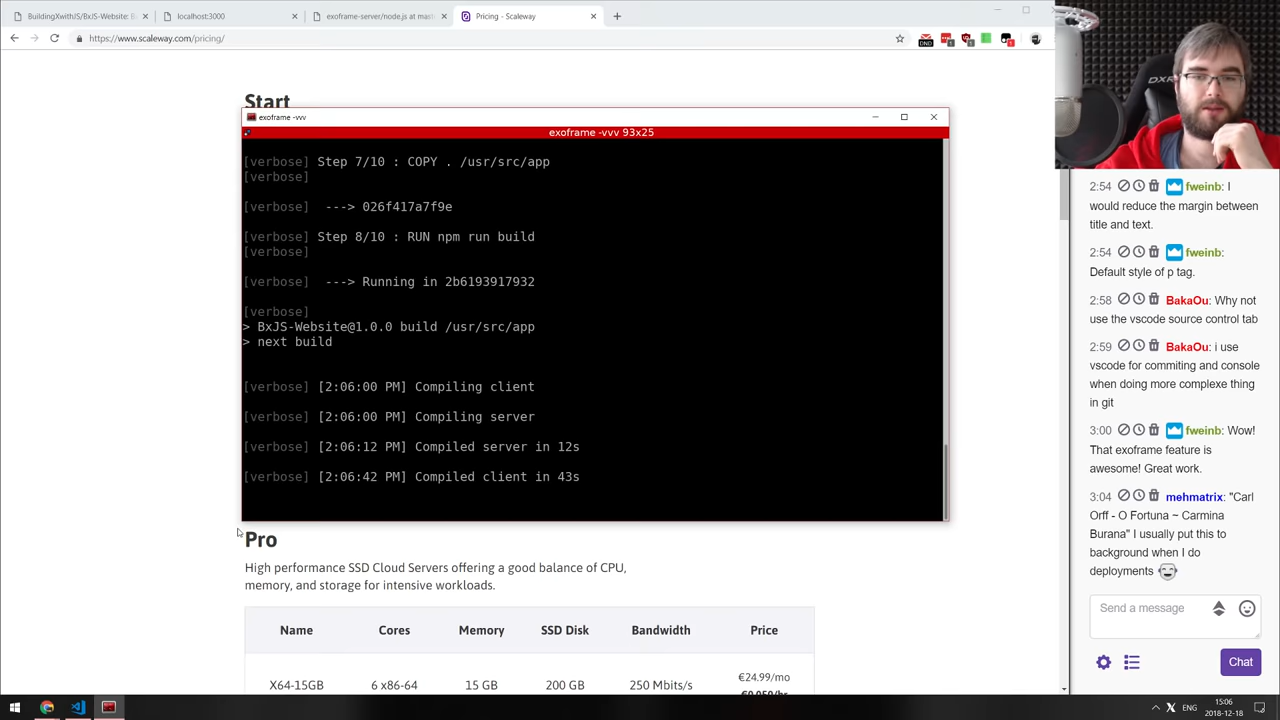 BuildingXwithJS/BxJS-Website: B
localhost:3000
exoframe-server/node.js at mast
Pricing - Scaleway
https://www.scaleway.com/pricing/
Start
exoframe -vvv
exoframe -vvv 93x25
[verbose] Step 7/10 : COPY . /usr/src/app
[verbose]
[verbose]  ---> 026f417a7f9e
[verbose] Step 8/10 : RUN npm run build
[verbose]
[verbose]  ---> Running in 2b6193917932
[verbose]
> BxJS-Website@1.0.0 build /usr/src/app
> next build
[verbose] [2:06:00 PM] Compiling client
[verbose] [2:06:00 PM] Compiling server
[verbose] [2:06:12 PM] Compiled server in 12s
[verbose] [2:06:42 PM] Compiled client in 43s
Pro
High performance SSD Cloud Servers offering a good balance of CPU,
memory, and storage for intensive workloads.
Name Cores Memory SSD Disk Bandwidth Price
X64-15GB 6 x86-64 15 GB 200 GB 250 Mbits/s €24.99/mo
DXR
2:54 fweinb: I
would reduce the margin between
title and text.
2:54 fweinb:
Default style of p tag.
2:58 BakaOu: Why not
use the vscode source control tab
2:59 BakaOu: i use
vscode for commiting and console
when doing more complexe thing
in git
3:00 fweinb: Wow!
That exoframe feature is
awesome! Great work.
3:04 mehmatrix: "Carl
Orff - O Fortuna ~ Carmina
Burana" I usually put this to
background when I do
deployments
Send a message
Chat
ENG
15:06
2018-12-18